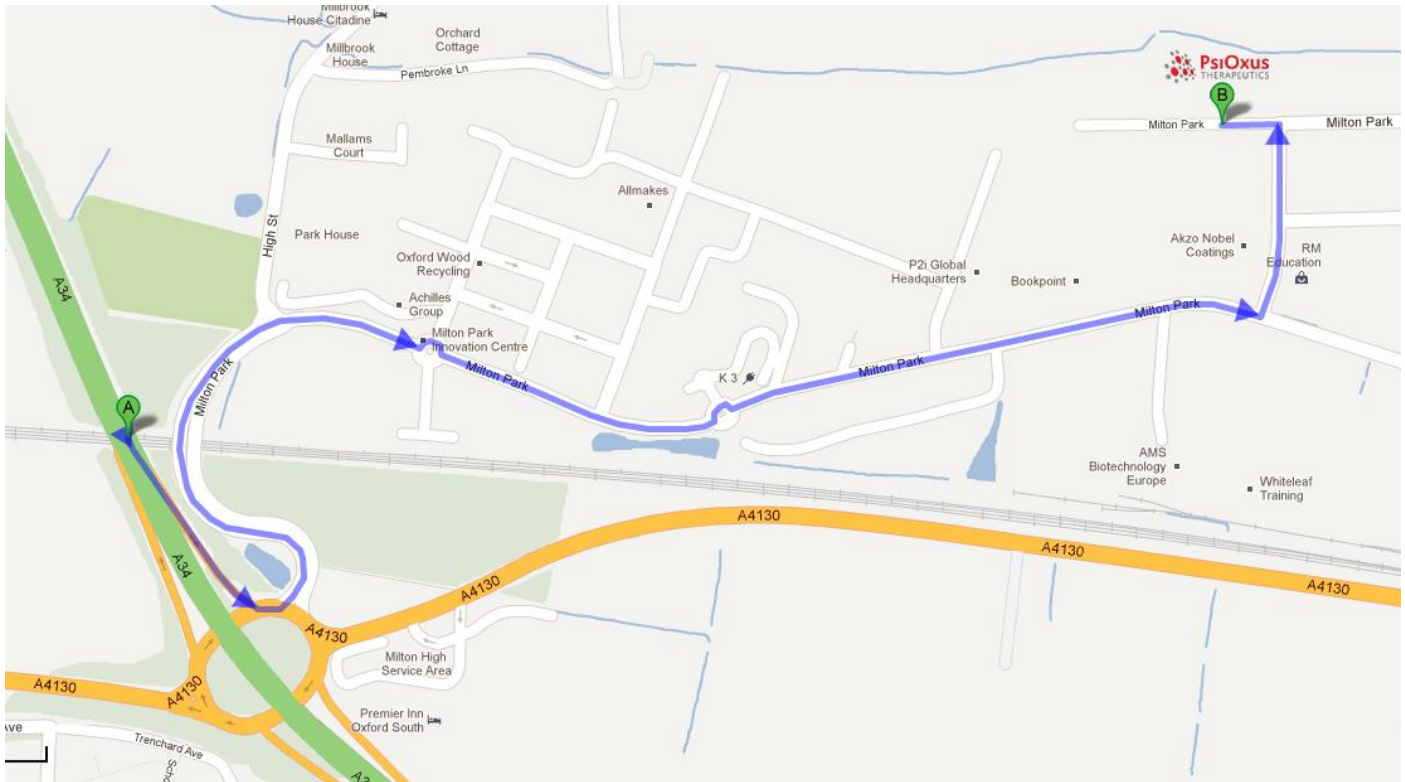 Millbrook
House Citadine
Millbrook
House
Orchard
Cottage
Pembroke Ln
PsiOxus
THERAPEUTICS
B
Milton Park
Milton Park
Mallams
Court
Allmakes
High St
Park House
Oxford Wood
Recycling
P2i Global
Headquarters
Bookpoint
Akzo Nobel
Coatings
RM
Education
A34
Achilles
Group
Milton Park
Innovation Centre
Milton Park
Milton Park
Milton Park
Milton Park
K 3
A
AMS
Biotechnology
Europe
Whiteleaf
Training
A34
A4130
A4130
A4130
A4130
A4130
Milton High
Service Area
A4130
A4130
Premier Inn
Oxford South
Ave
Trenchard Ave